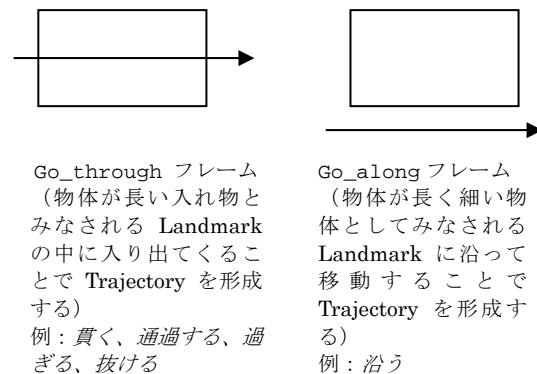 Go_through フレーム
(物体が長い入れ物と
みなされる Landmark
の中に入り出てくるこ
とで Trajectory を形成
する)
例：貫く、通過する、過
ぎる、抜ける
Go_along フレーム
(物体が長く細い物
体としてみなされる
Landmark に沿って
移動することで
Trajectory を形成す
る)
例：沿う